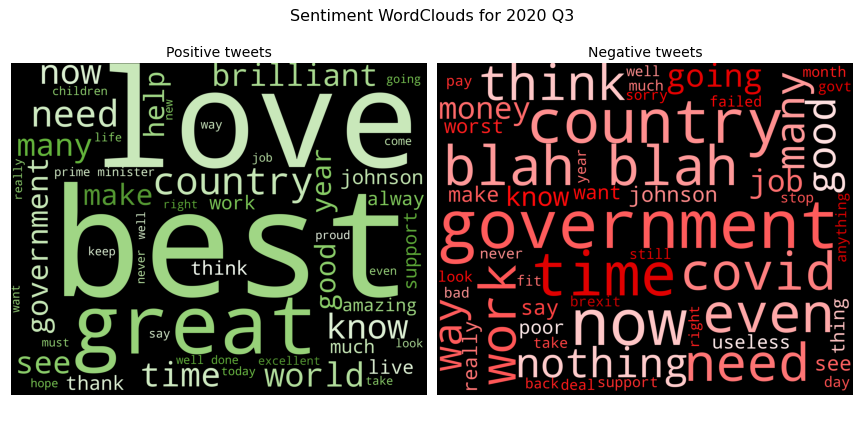 Sentiment WordClouds for 2020 Q3
Positive tweets
now
love
brilliant
going
children
help
new
need
way
many
life
come
job
really
prime minister
country
year
johnson
government
make
right
work
alway
best
never
well
proud
support
keep
think
good
even
want
great
say
amazing
must
know
much
look
see
well done
excellent
hope
thank
time
today
world
live
take
Negative tweets
pay
think
well
much
sorry
going
month
govt
many
good
money
worst
country
failed
blah blah
year
job
make
know
want
johnson
stop
government
anything
never
still
look
bad
time
covid
way
work
fit
brexit
say
now
even
thing
really
poor
take
right
useless
nothing
need
see
back
deal
support
day